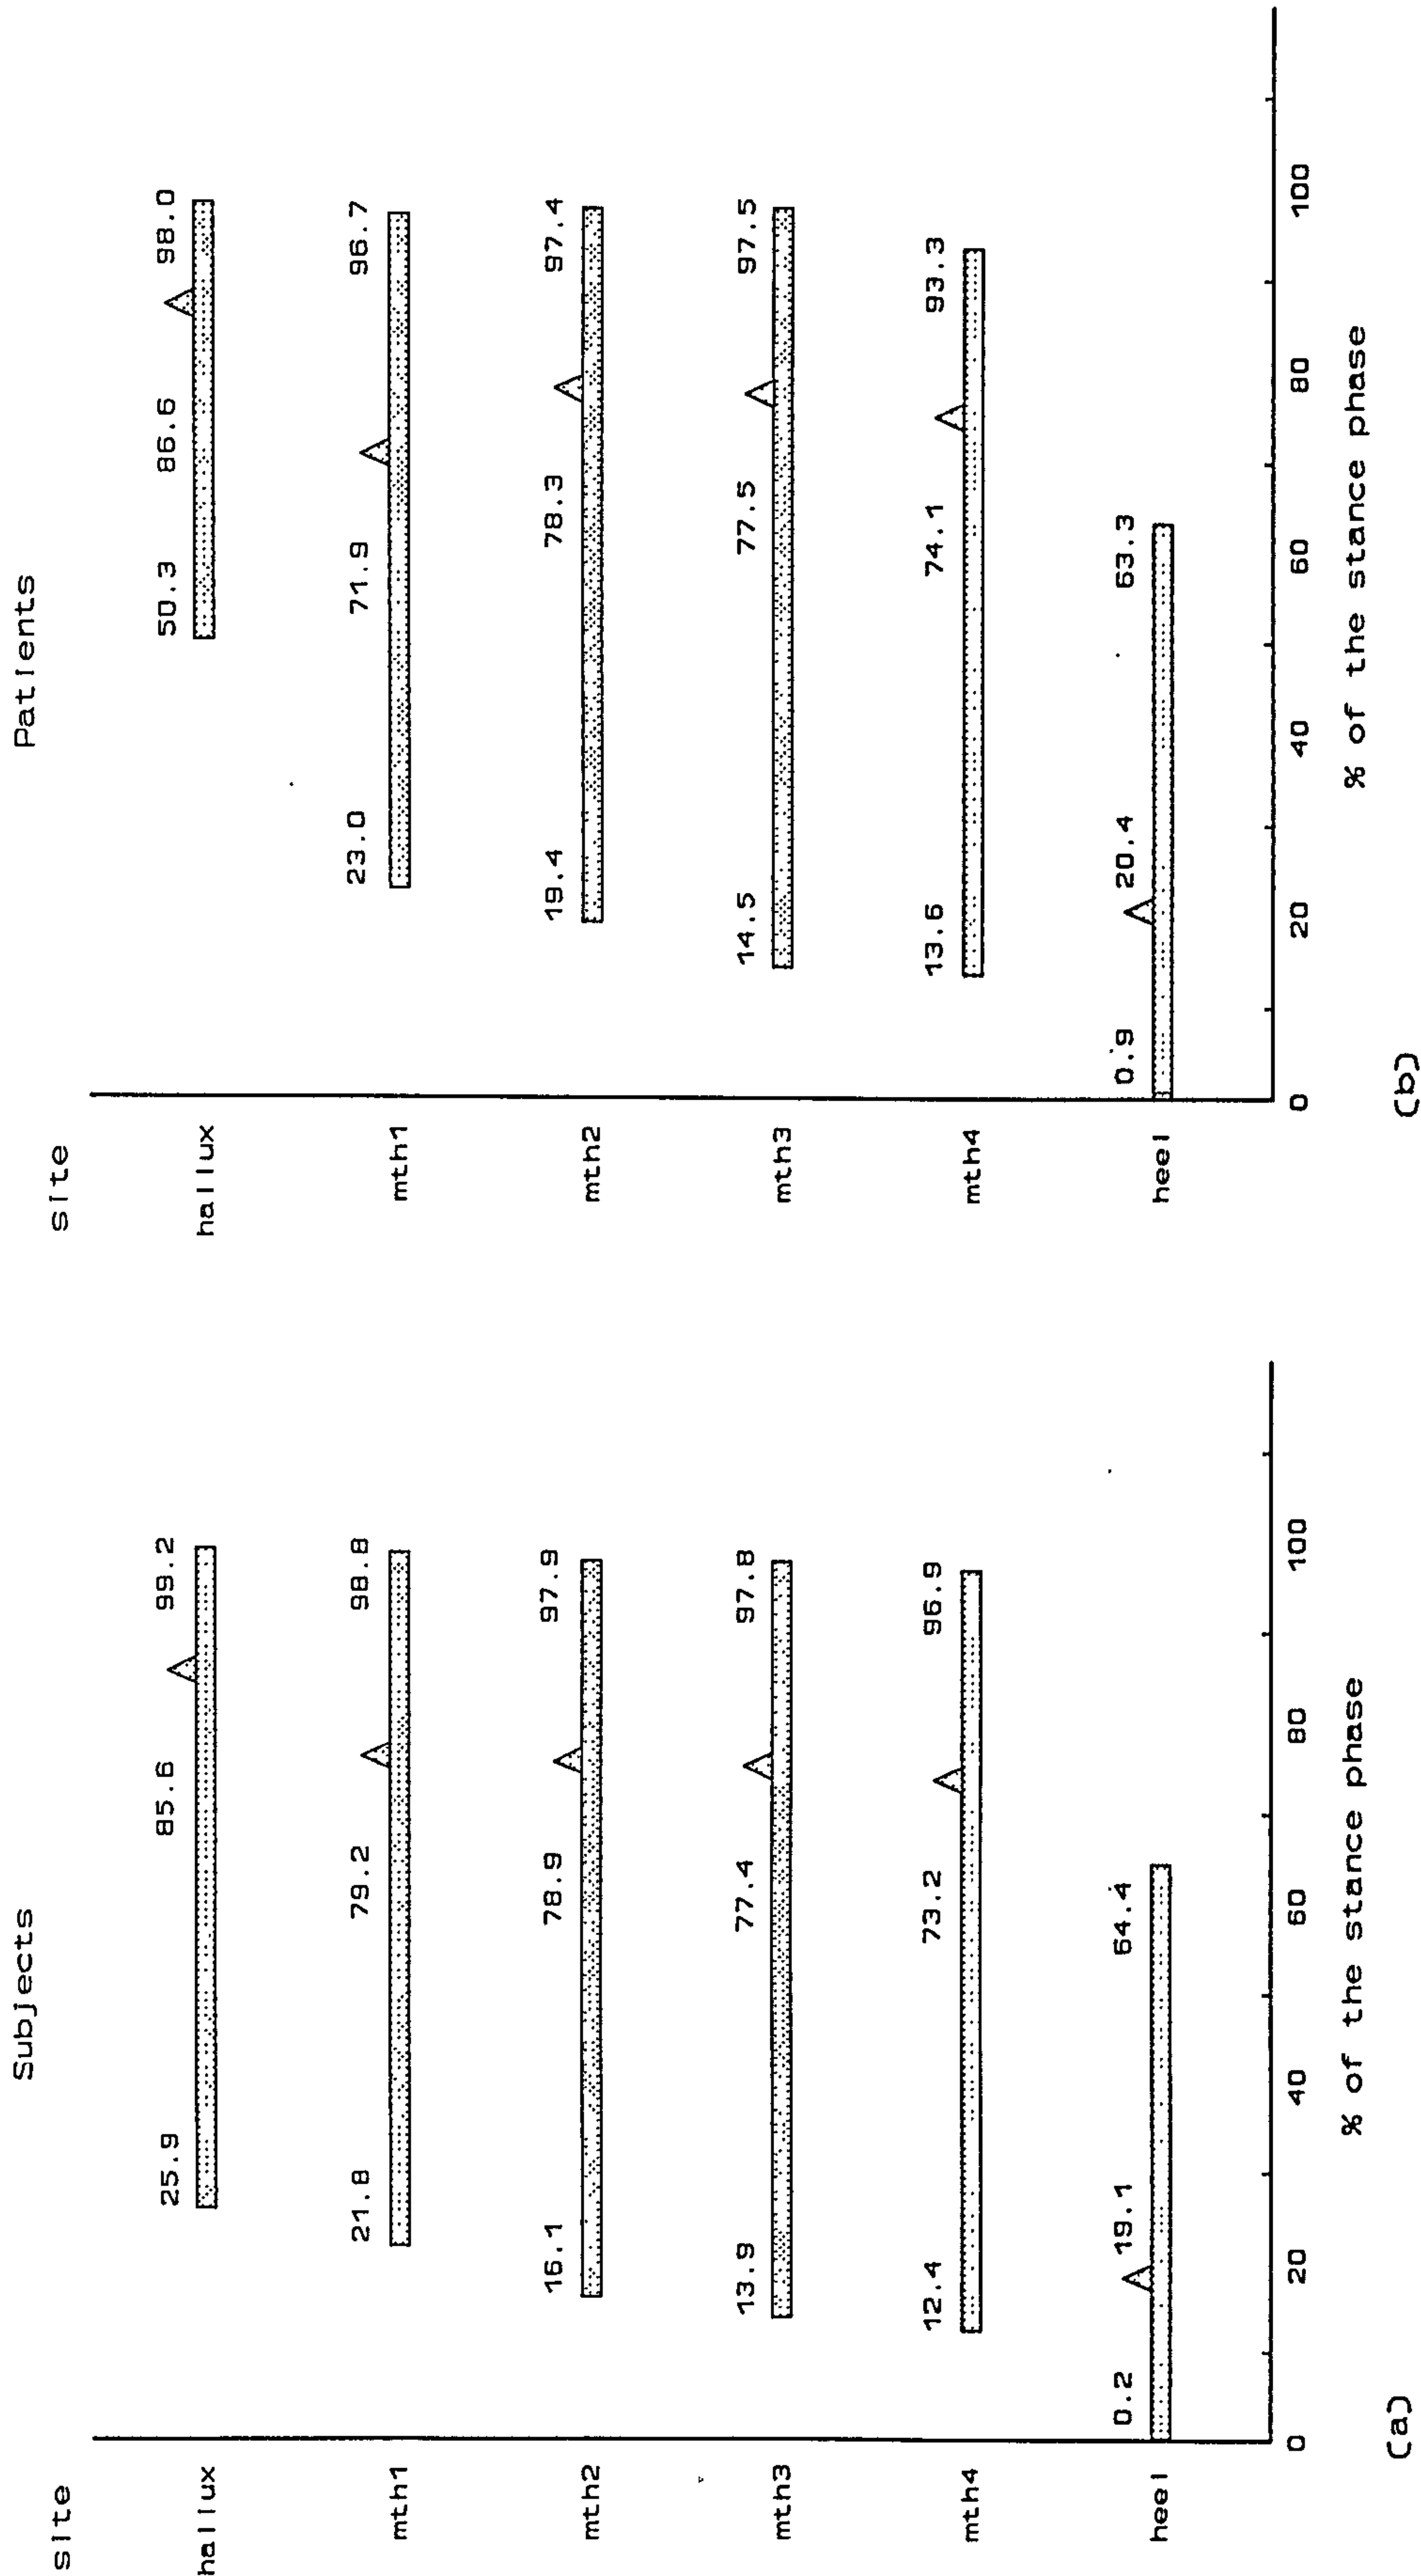 Subjects
site
hallux
25.9 85.6 99.2
mth1
21.8 79.2 98.8
mth2
16.1 78.9 97.9
mth3
13.9 77.4 97.8
mth4
12.4 73.2 96.9
heel
0.2 19.1 64.4
0 20 40 60 80 100
% of the stance phase
(a)
Patients
site
hallux
50.3 86.6 98.0
mth1
23.0 71.9 96.7
mth2
19.4 78.3 97.4
mth3
14.5 77.5 97.5
mth4
13.6 74.1 93.3
heel
0.9 20.4 63.3
0 20 40 60 80 100
% of the stance phase
(b)